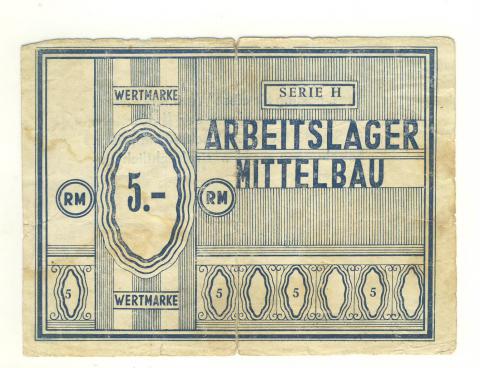 WERTMARKE
SERIE H
ARBEITSLAGER
MITTELBAU
RM 5.- RM
5 5 5 5
WERTMARKE